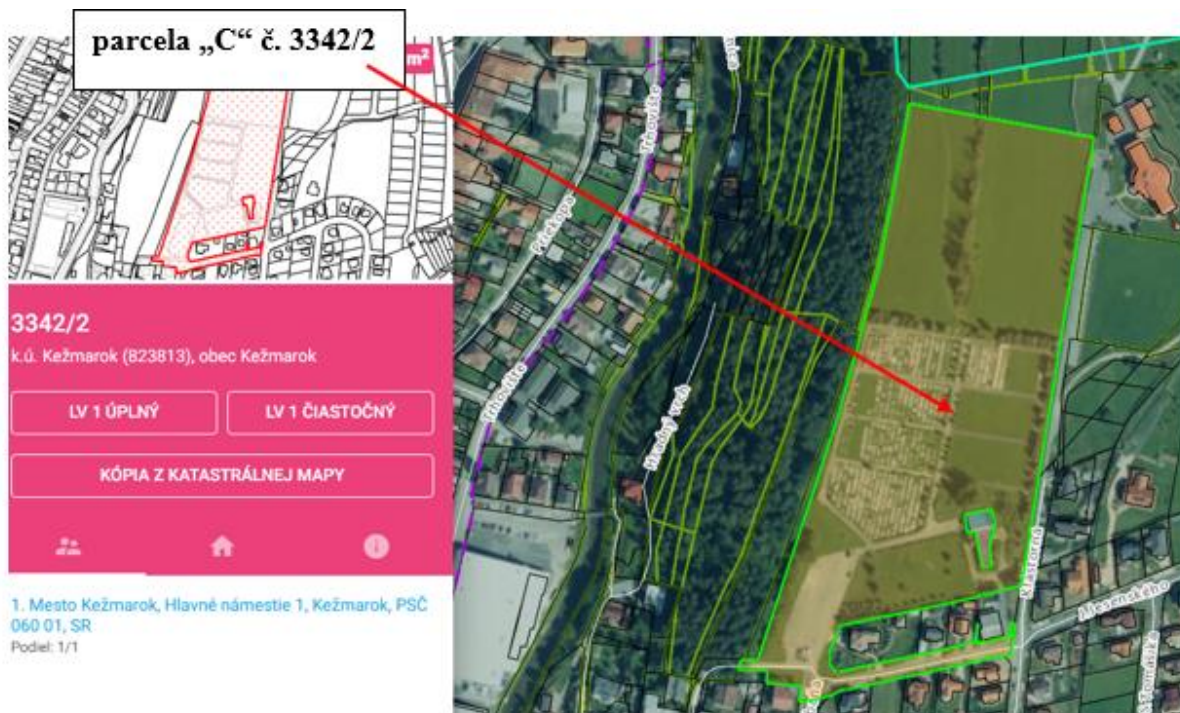 parcela „C“ č. 3342/2
m²
3342/2
k.ú. Kežmarok (823813), obec Kežmarok
LV 1 ÚPLNÝ
LV 1 ČIASTOČNÝ
KÓPIA Z KATASTRÁLNEJ MAPY
1. Mesto Kežmarok, Hlavné námestie 1, Kežmarok, PSČ
060 01, SR
Podiel: 1/1
Trhovište
Priekopa
Trhovište
Hradný vrch
Kláštorná
J.Jesenského